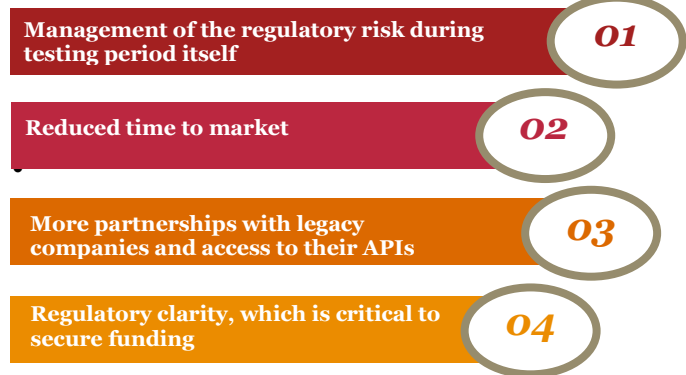 Management of the regulatory risk during
testing period itself
01
Reduced time to market
02
More partnerships with legacy
companies and access to their APIs
03
Regulatory clarity, which is critical to
secure funding
04